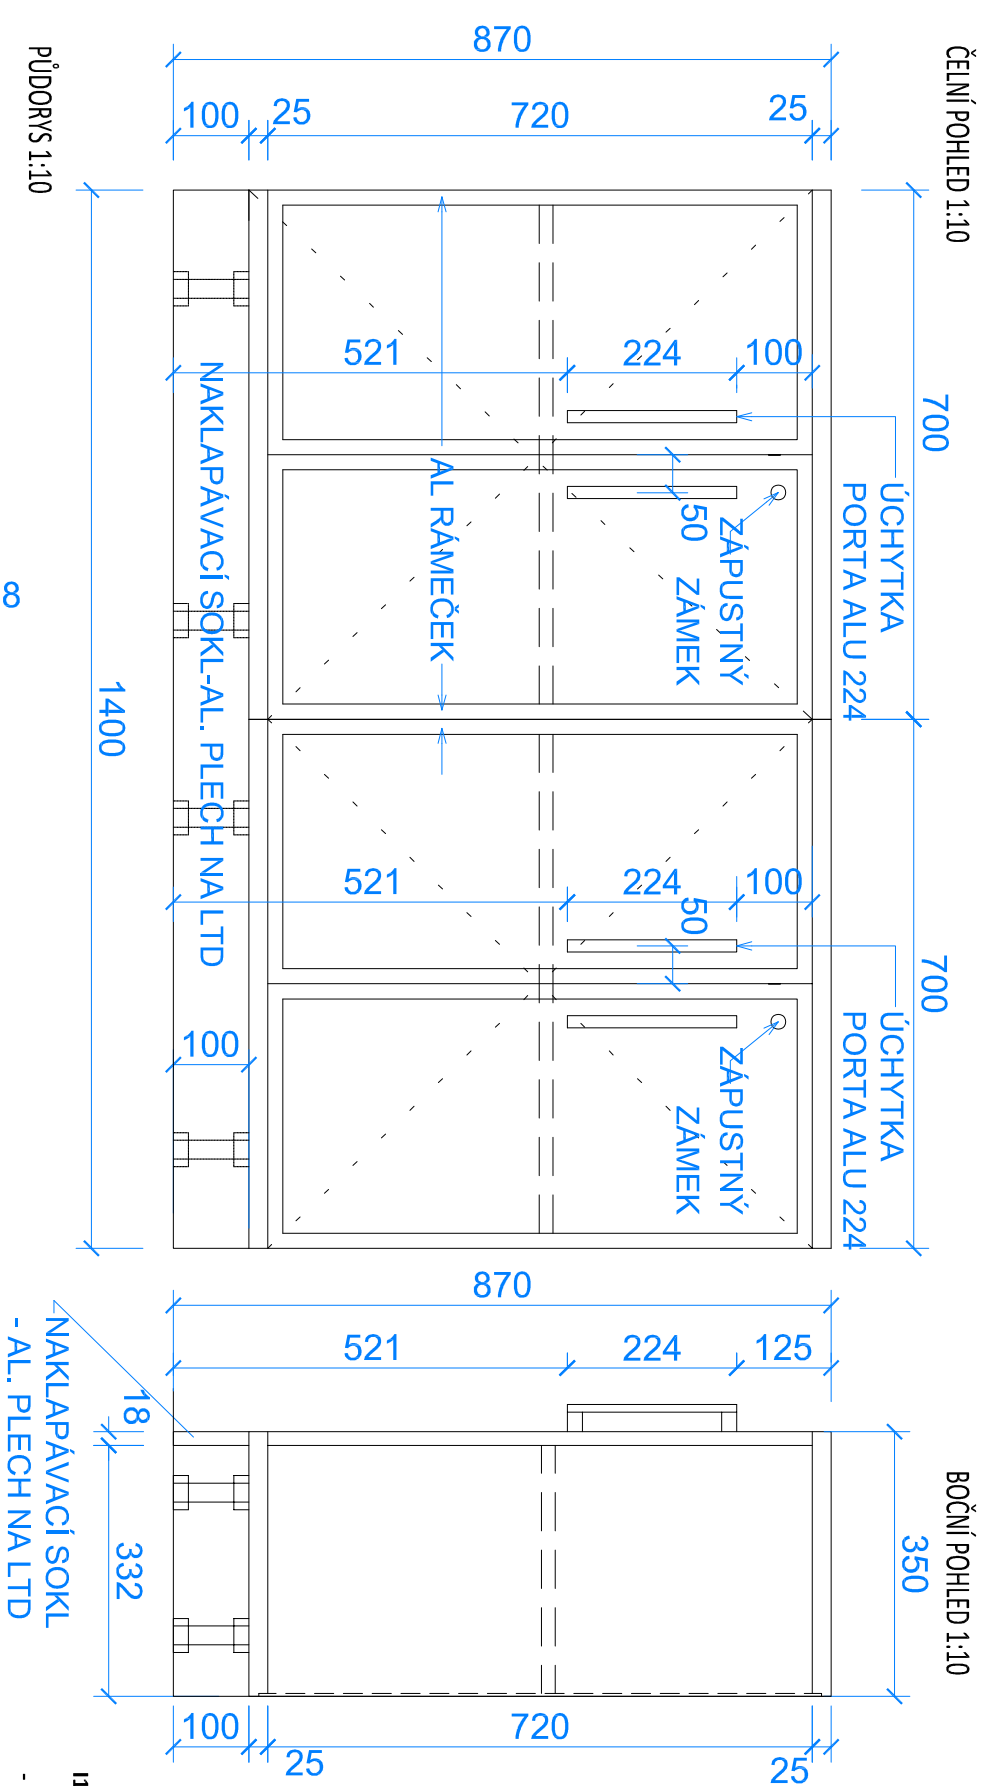 ČELNÍ POHLED 1:10
700
700
ÚCHYTKA
PORTA ALU 224
ÚCHYTKA
PORTA ALU 224
870
25
720
25
100
100
224
521
50
ZÁPUSTNÝ
ZÁMEK
AL RÁMEČEK
100
224
521
50
ZÁPUSTNÝ
ZÁMEK
NAKLAPÁVACÍ SOKL-AL. PLECH NA LTD
100
1400
PŮDORYS 1:10
8
BOČNÍ POHLED 1:10
350
870
125
224
521
18
332
25
720
25
100
NAKLAPÁVACÍ SOKL
- AL. PLECH NA LTD
-